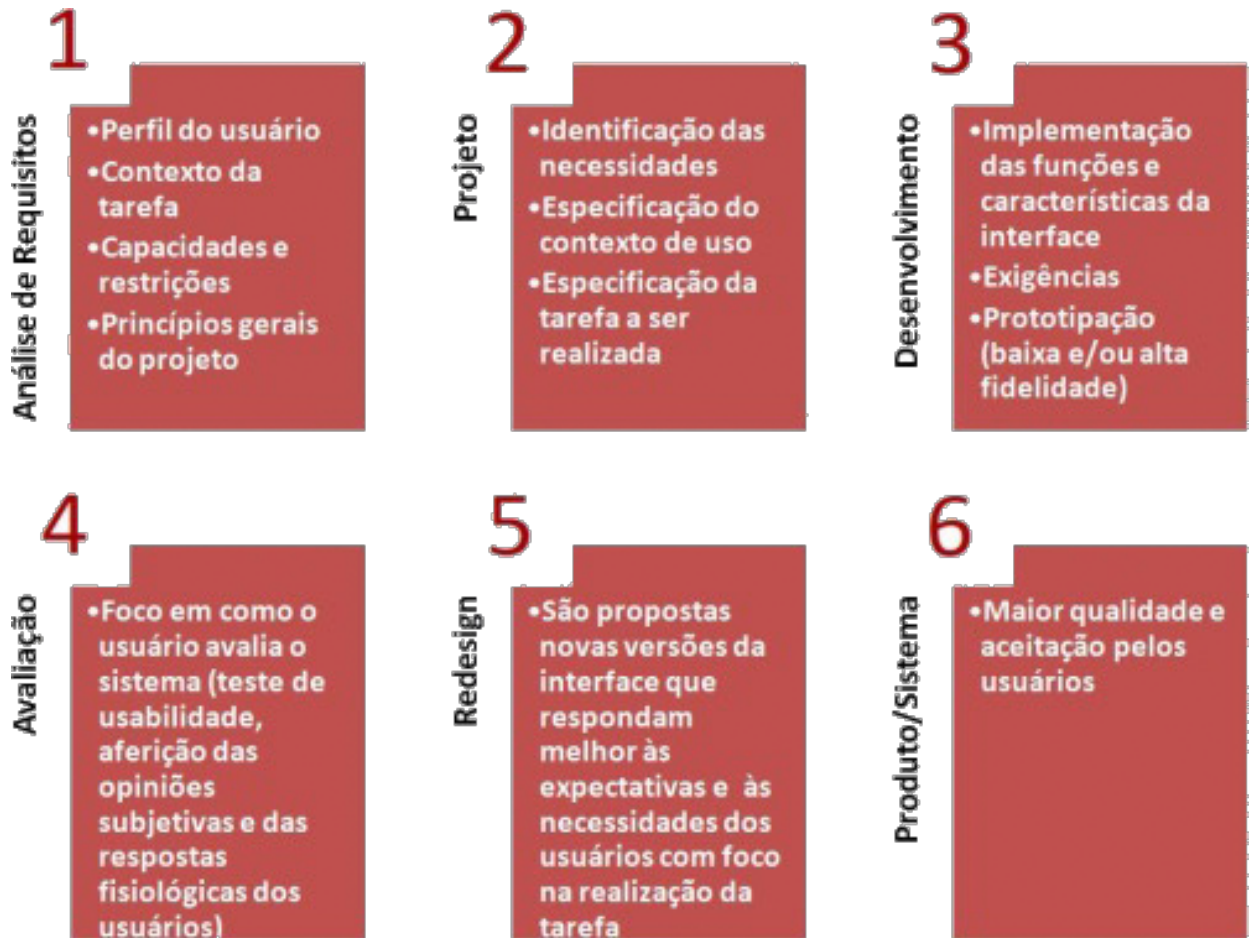 1
Análise de Requisitos
•Perfil do usuário
•Contexto da
tarefa
•Capacidades e
restrições
•Princípios gerais
do projeto
2
Projeto
•Identificação das
necessidades
•Especificação do
contexto de uso
•Especificação da
tarefa a ser
realizada
3
Desenvolvimento
•Implementação
das funções e
características da
interface
•Exigências
•Prototipação
(baixa e/ou alta
fidelidade)
4
Avaliação
•Foco em como o
usuário avalia o
sistema (teste de
usabilidade,
aferição das
opiniões
subjetivas e das
respostas
fisiológicas dos
usuários)
5
Redesign
•São propostas
novas versões da
interface que
respondam
melhor às
expectativas e às
necessidades dos
usuários com foco
na realização da
tarefa
6
Produto/Sistema
•Maior qualidade e
aceitação pelos
usuários